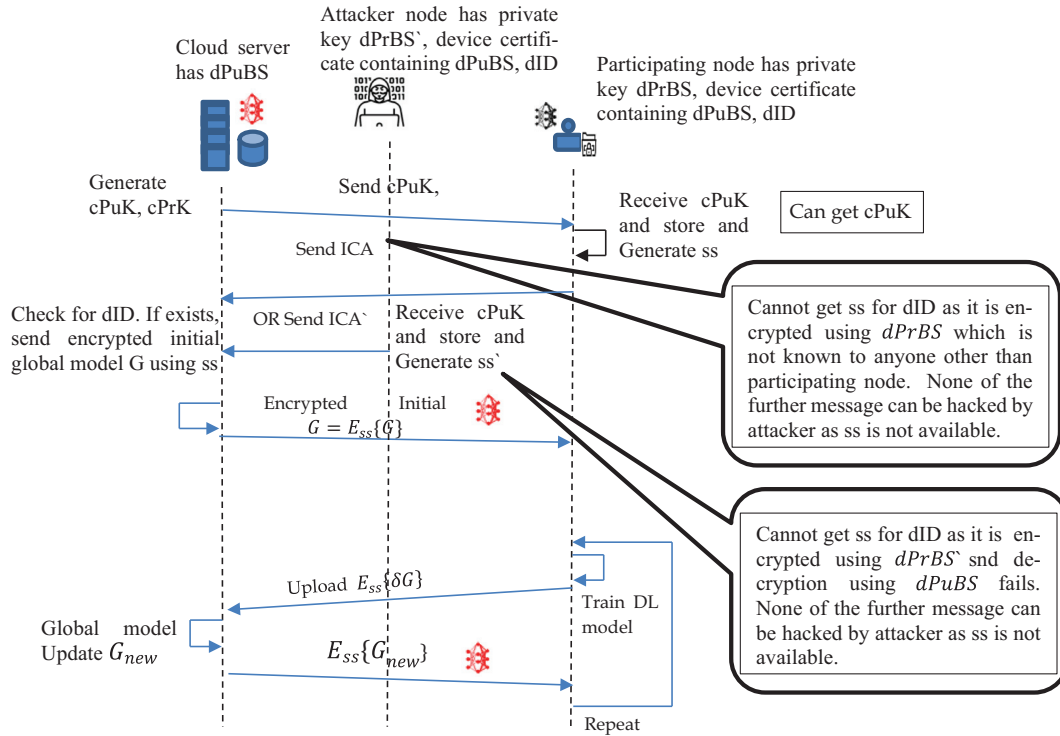 Cloud server
has dPuBS
Attacker node has private
key dPrBS`, device certifi-
cate containing dPuBS, dID
Participating node has private
key dPrBS, device certificate
containing dPuBS, dID
Generate
cPuK, cPrK
Send cPuK,
Receive cPuK
and store and
Generate ss
Can get cPuK
Send ICA
Check for dID. If exists,
send encrypted initial
global model G using ss
OR Send ICA`
Receive cPuK
and store and
Generate ss`
Cannot get ss for dID as it is en-
crypted using dPrBS which is
not known to anyone other than
participating node. None of the
further message can be hacked by
attacker as ss is not available.
Encrypted Initial
G = E_ss{G}
Cannot get ss for dID as it is en-
crypted using dPrBS` snd de-
cryption using dPuBS fails.
None of the further message can
be hacked by attacker as ss is not
available.
Upload E_ss{δG}
Train DL
model
Global model
Update G_new
E_ss{G_new}
Repeat